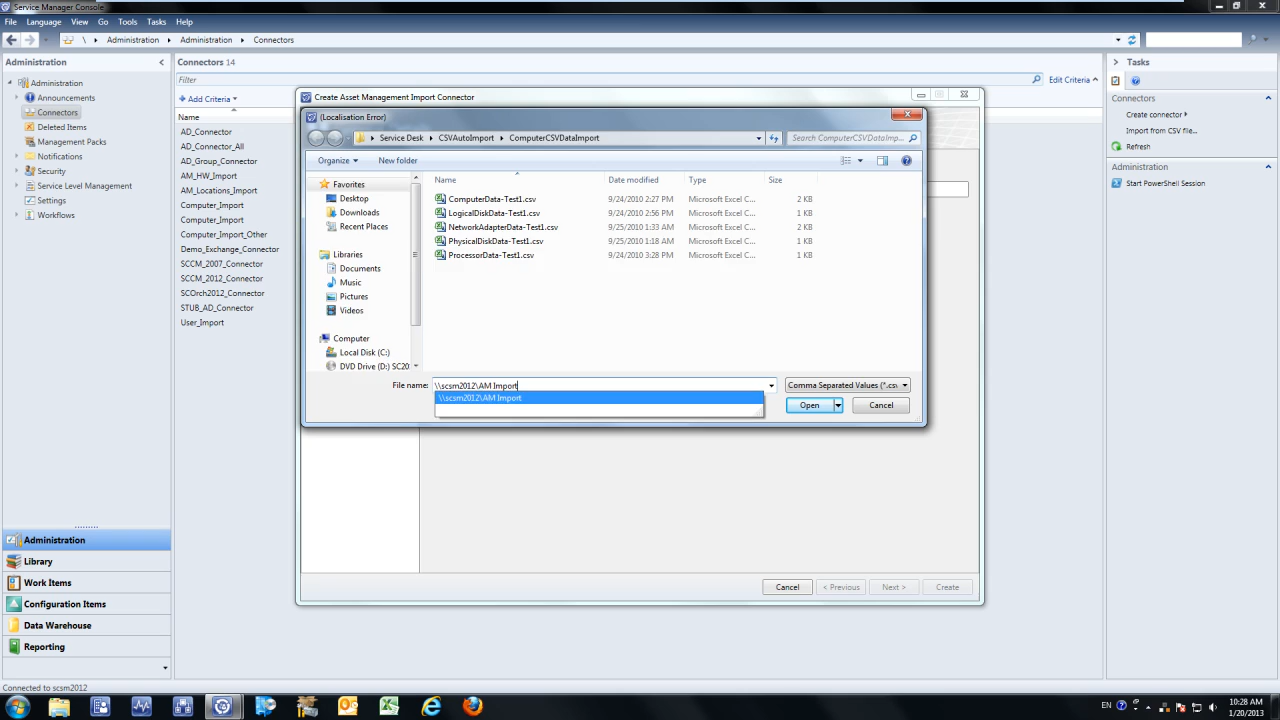 Service Manager Console
File Language View Go Tools Tasks Help
\ Administration Administration Connectors
Administration
Administration
Announcements
Connectors
Deleted Items
Management Packs
Notifications
Security
Service Level Management
Settings
Workflows
Administration
Library
Work Items
Configuration Items
Data Warehouse
Reporting
Connected to scsm2012
Connectors 14
Filter
Edit Criteria
Add Criteria
Name
AD_Connector
AD_Connector_All
AD_Group_Connector
AM_HW_Import
AM_Locations_Import
Computer_Import
Computer_Import
Computer_Import_Other
Demo_Exchange_Connector
SCCM_2007_Connector
SCCM_2012_Connector
SCOrch2012_Connector
STUB_AD_Connector
User_Import
Create Asset Management Import Connector
(Localisation Error)
Service Desk CSVAutoImport ComputerCSVDataImport
Search ComputerCSVDataImp...
Organize New folder
Favorites
Desktop
Downloads
Recent Places
Libraries
Documents
Music
Pictures
Videos
Computer
Local Disk (C:)
DVD Drive (D:) SC20
Name Date modified Type Size
ComputerData-Test1.csv 9/24/2010 2:27 PM Microsoft Excel C... 2 KB
LogicalDiskData-Test1.csv 9/24/2010 2:56 PM Microsoft Excel C... 1 KB
NetworkAdapterData-Test1.csv 9/25/2010 1:33 AM Microsoft Excel C... 2 KB
PhysicalDiskData-Test1.csv 9/25/2010 1:18 AM Microsoft Excel C... 1 KB
ProcessorData-Test1.csv 9/24/2010 3:28 PM Microsoft Excel C... 1 KB
File name: \\scsm2012\AM Import
Comma Separated Values (*.csv
\\scsm2012\AM Import
Open Cancel
Cancel < Previous Next > Create
Tasks
Connectors
Create connector
Import from CSV file...
Refresh
Administration
Start PowerShell Session
EN
10:28 AM
1/20/2013